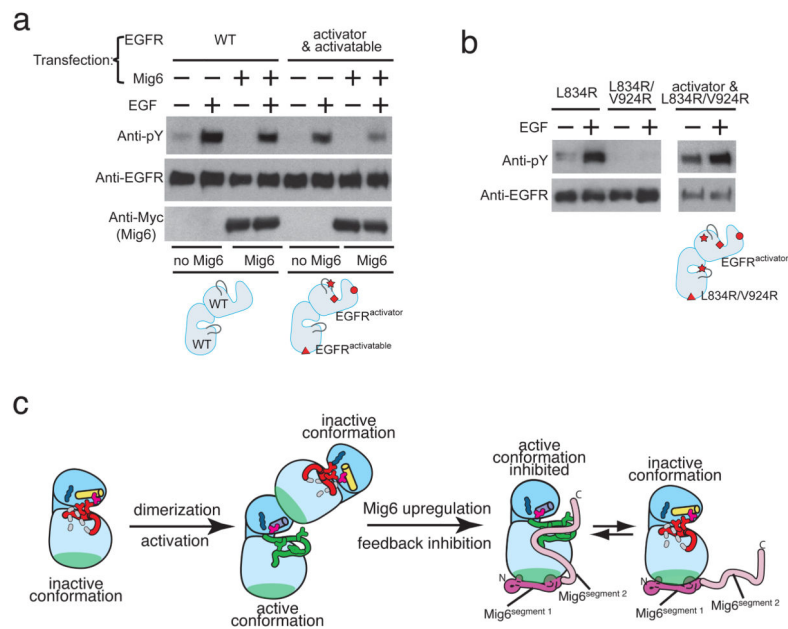 a
Transfection:
EGFR WT activator & activatable
Mig6 − − + + − − + +
EGF − + − + − + − +
Anti-pY
Anti-EGFR
Anti-Myc
(Mig6)
no Mig6 Mig6 no Mig6 Mig6
WT
WT
EGFRactivator
EGFRactivatable
b
L834R L834R/V924R activator & L834R/V924R
EGF − + − + − +
Anti-pY
Anti-EGFR
EGFRactivator
L834R/V924R
c
inactive
conformation
dimerization
activation
inactive
conformation
active
conformation
Mig6 upregulation
feedback inhibition
active
conformation
inhibited
C
N
Mig6segment 1
Mig6segment 2
inactive
conformation
C
N
Mig6segment 1
Mig6segment 2